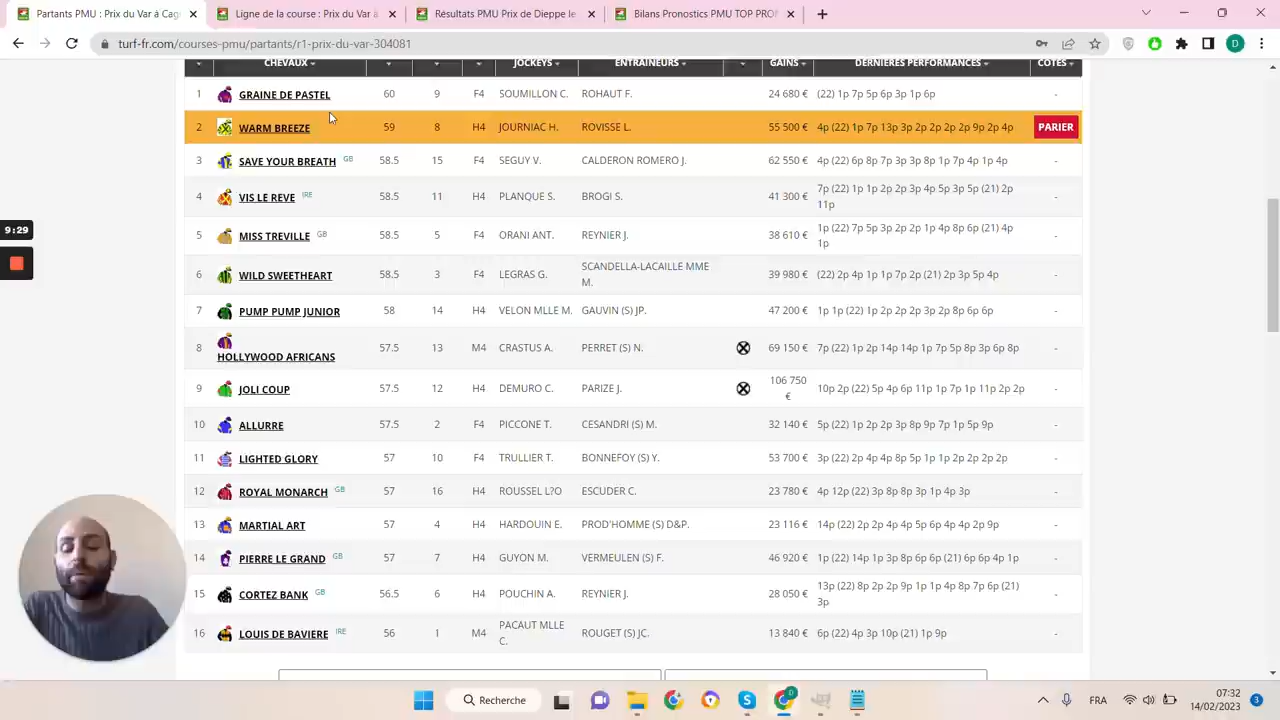 Partants PMU : Prix du Var à Cag
Ligne de course : Prix du Var à
Résultats PMU Prix de Dieppe le
Bilans Pronostics PMU TOP PROI
turf-fr.com/courses-pmu/partants/r1-prix-du-var-304081
CHEVAUX JOCKEYS ENTRAINEURS GAINS DERNIÈRES PERFORMANCES COTES
1 GRAINE DE PASTEL 60 9 F4 SOUMILLON C. ROHAUT F. 24 680 € (22) 1p 7p 5p 6p 3p 1p 6p -
2 WARM BREEZE 59 8 H4 JOURNIAC H. ROVISSE L. 55 500 € 4p (22) 1p 7p 13p 3p 2p 2p 2p 2p 9p 2p 4p PARIER
3 SAVE YOUR BREATH GB 58.5 15 F4 SEGUY V. CALDERON ROMERO J. 62 550 € 4p (22) 6p 8p 7p 3p 3p 8p 1p 7p 4p 1p 4p -
4 VIS LE REVE IRE 58.5 11 H4 PLANQUE S. BROGI S. 41 300 € 7p (22) 1p 1p 2p 2p 3p 4p 5p 3p 5p (21) 2p -
11p
5 MISS TREVILLE GB 58.5 5 F4 ORANI ANT. REYNIER J. 38 610 € 1p (22) 7p 5p 3p 2p 2p 1p 4p 8p 6p (21) 4p -
1p
6 WILD SWEETHEART 58.5 3 F4 LEGRAS G. SCANDELLA-LACAILLE MME 39 980 € (22) 2p 4p 1p 1p 7p 2p (21) 2p 3p 5p 4p -
M.
7 PUMP PUMP JUNIOR 58 14 H4 VELON MLLE M. GAUVIN (S) JP. 47 200 € 1p 1p (22) 1p 2p 2p 3p 2p 8p 6p 6p -
8 HOLLYWOOD AFRICANS 57.5 13 M4 CRASTUS A. PERRET (S) N. 69 150 € 7p (22) 1p 2p 14p 14p 1p 7p 5p 8p 3p 6p 8p -
9 JOLI COUP 57.5 12 H4 DEMURO C. PARIZE J. 106 750 10p 2p (22) 5p 4p 6p 11p 1p 7p 1p 11p 2p 2p -
€
10 ALLURRE 57.5 2 F4 PICCONE T. CESANDRI (S) M. 32 140 € 5p (22) 1p 2p 2p 3p 8p 9p 7p 1p 5p 9p -
11 LIGHTED GLORY 57 10 F4 TRULLIER T. BONNEFOY (S) Y. 53 700 € 3p (22) 2p 4p 4p 8p 5p 1p 1p 2p 2p 2p 2p -
12 ROYAL MONARCH GB 57 16 H4 ROUSSEL L?O ESCUDER C. 23 780 € 4p 12p (22) 3p 8p 8p 3p 1p 4p 3p -
13 MARTIAL ART 57 4 H4 HARDOUIN E. PROD'HOMME (S) D&P. 23 116 € 14p (22) 2p 2p 4p 4p 5p 6p 4p 4p 2p 9p -
14 PIERRE LE GRAND GB 57 7 H4 GUYON M. VERMEULEN (S) F. 46 920 € 1p (22) 14p 1p 3p 8p 6p 6p (21) 6p 6p 4p 1p -
15 CORTEZ BANK GB 56.5 6 H4 POUCHIN A. REYNIER J. 28 050 € 13p (22) 8p 2p 2p 9p 1p 1p 4p 8p 7p 6p (21) -
3p
16 LOUIS DE BAVIERE IRE 56 1 M4 PACAUT MLLE ROUGET (S) JC. 13 840 € 6p (22) 4p 3p 10p (21) 1p 9p -
C.
9:29
D
D
Recherche
FRA
07:32
14/02/2023
3